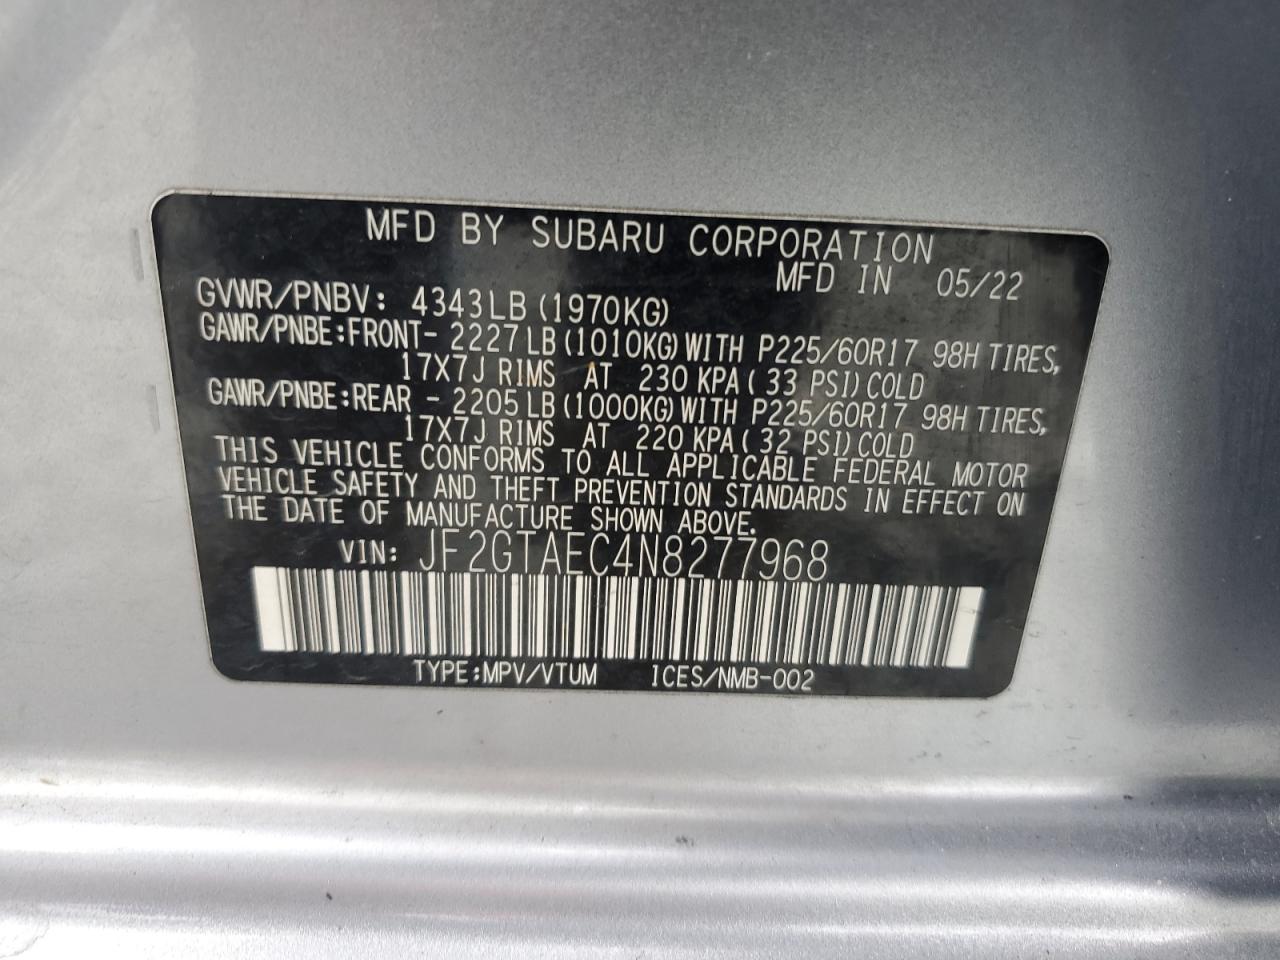 MFD BY SUBARU CORPORATION
MFD IN 05/22
GVWR/PNBV: 4343LB (1970KG)
GAWR/PNBE:FRONT- 2227LB (1010KG) WITH P225/60R17 98H TIRES,
17X7J RIMS AT 230 KPA ( 33 PSI) COLD
GAWR/PNBE:REAR - 2205LB (1000KG) WITH P225/60R17 98H TIRES,
17X7J RIMS AT 220 KPA ( 32 PSI) COLD
THIS VEHICLE CONFORMS TO ALL APPLICABLE FEDERAL MOTOR
VEHICLE SAFETY AND THEFT PREVENTION STANDARDS IN EFFECT ON
THE DATE OF MANUFACTURE SHOWN ABOVE.
VIN: JF2GTAEC4N8277968
TYPE:MPV/VTUM ICES/NMB-002